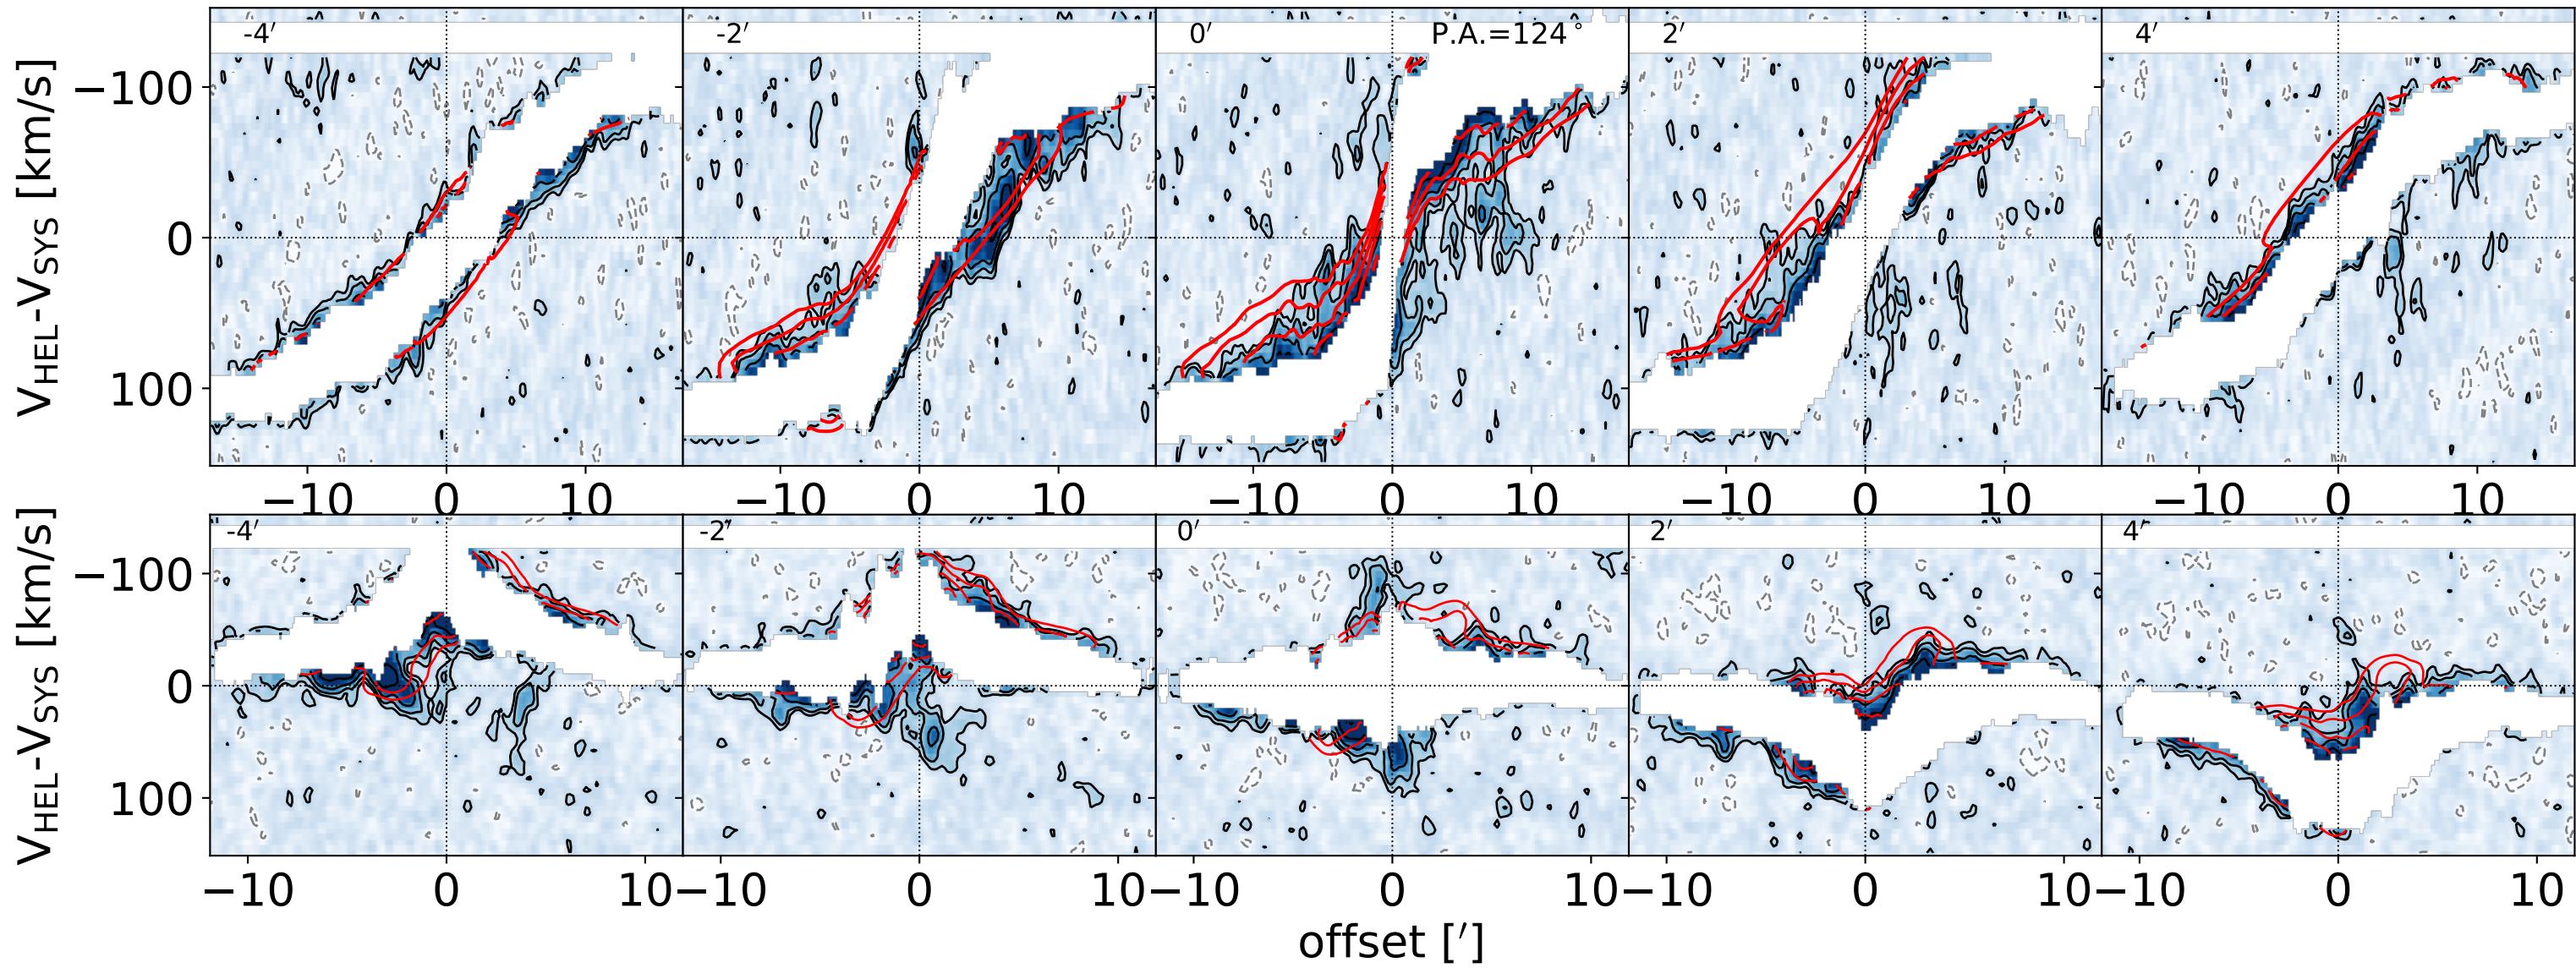 -4′ -2′ 0′ P.A.=124° 2′ 4′
V_HEL-V_SYS [km/s]
−100
0
100
−10 0 10 −10 0 10 −10 0 10 −10 0 10 −10 0 10
-4′ -2′ 0′ 2′ 4′
V_HEL-V_SYS [km/s]
−100
0
100
−10 0 10 −10 0 10 −10 0 10 −10 0 10 −10 0 10
offset [′]